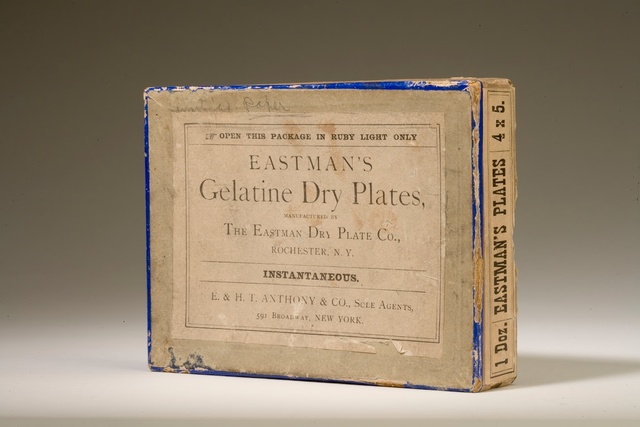 Paper
☞ OPEN THIS PACKAGE IN RUBY LIGHT ONLY
EASTMAN'S
Gelatine Dry Plates,
MANUFACTURED BY
THE EASTMAN DRY PLATE CO.,
ROCHESTER, N. Y.
INSTANTANEOUS.
E. & H. T. ANTHONY & CO., SOLE AGENTS,
591 BROADWAY, NEW YORK.
1 Doz. EASTMAN'S PLATES 4 x 5.